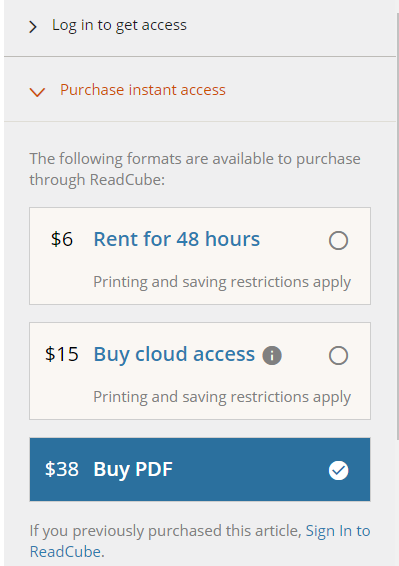 Log in to get access
Purchase instant access
The following formats are available to purchase
through ReadCube:
$6 Rent for 48 hours
Printing and saving restrictions apply
$15 Buy cloud access
Printing and saving restrictions apply
$38 Buy PDF
If you previously purchased this article, Sign In to
ReadCube.